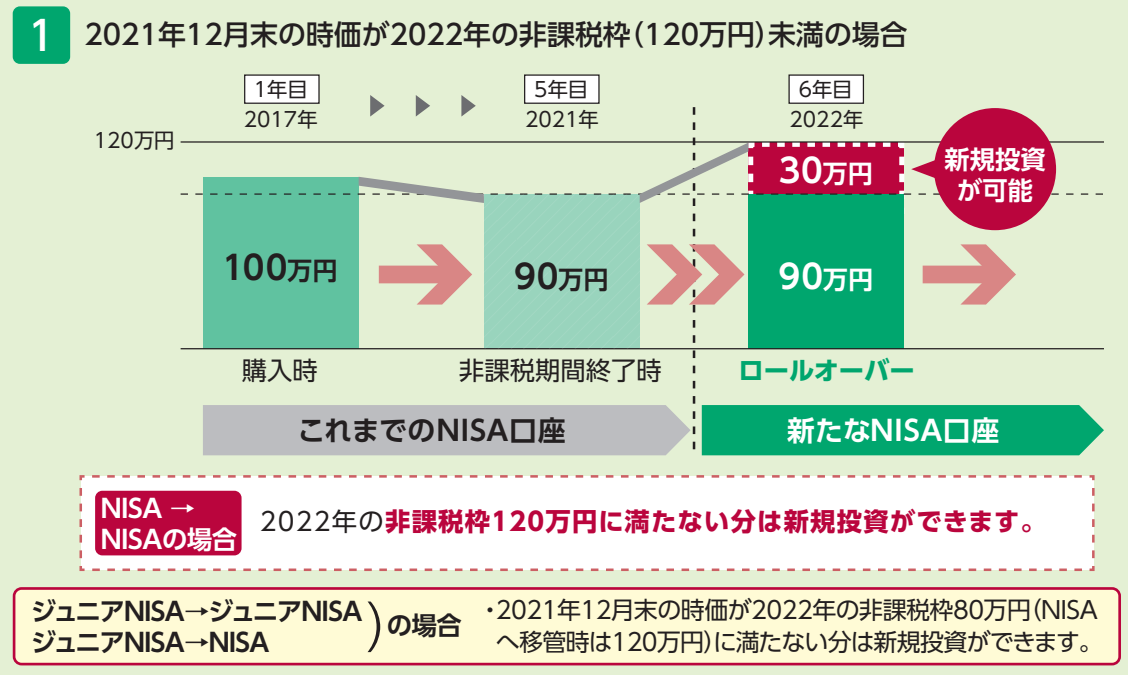 1 2021年12月末の時価が2022年の非課税枠(120万円)未満の場合
1年目
2017年
5年目
2021年
6年目
2022年
120万円
30万円
新規投資
が可能
100万円
90万円
90万円
購入時
非課税期間終了時
ロールオーバー
これまでのNISA口座
新たなNISA口座
NISA →
NISAの場合
2022年の非課税枠120万円に満たない分は新規投資ができます。
ジュニアNISA→ジュニアNISA
ジュニアNISA→NISA
)の場合
・2021年12月末の時価が2022年の非課税枠80万円(NISA
へ移管時は120万円)に満たない分は新規投資ができます。